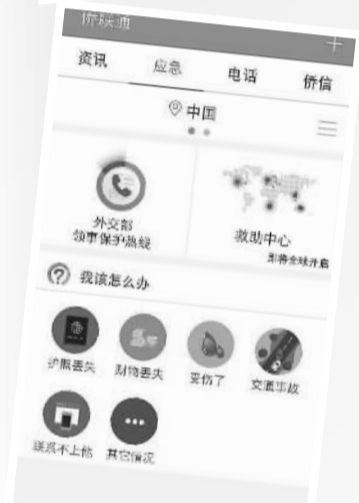 侨联通
资讯 应急 电话 侨信
中国
外交部
领事保护热线
救助中心
即将全球开启
我该怎么办
护照丢失 财物丢失 受伤了 交通事故
联系不上他 其它情况